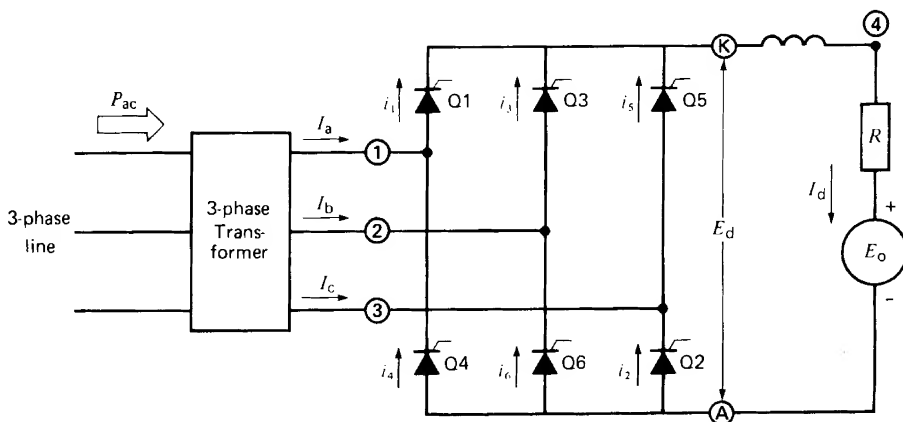 4
K
P_ac
i_1
Q1
i_3
Q3
i_5
Q5
R
I_a
1
I_d
+
3-phase
line
3-phase
Trans-
former
I_b
2
E_d
E_o
I_c
3
-
i_4
Q4
i_6
Q6
i_2
Q2
A